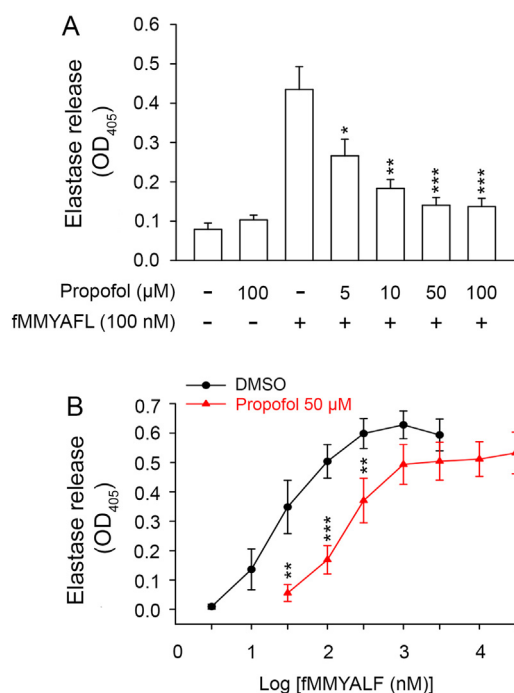 A
Elastase release
(OD405)
0.6
0.5
0.4
0.3
0.2
0.1
0.0
*
**
***
***
Propofol (μM) – 100 – 5 10 50 100
fMMYAFL (100 nM) – – + + + + +
B
DMSO
Propofol 50 μM
Elastase release
(OD405)
0.7
0.6
0.5
0.4
0.3
0.2
0.1
0.0
**
***
**
0 1 2 3 4
Log [fMMYALF (nM)]